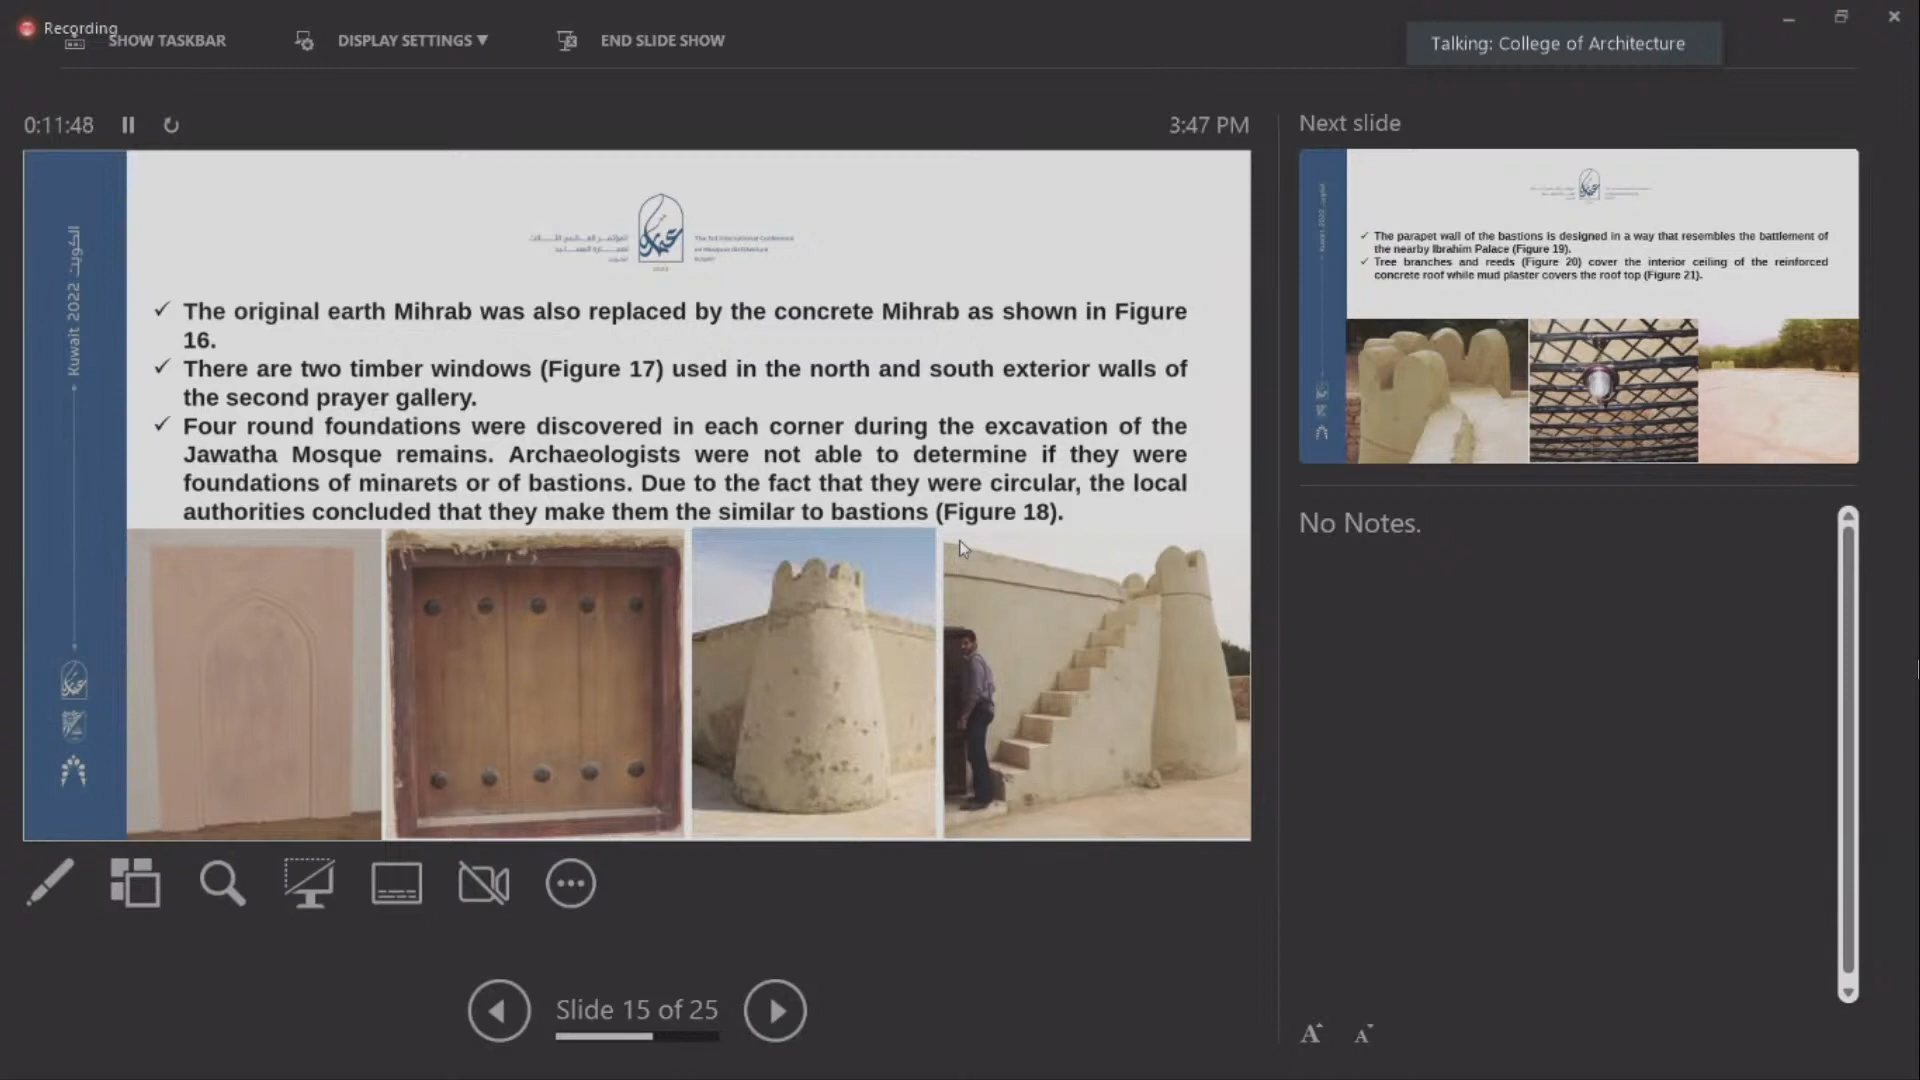 Recording
SHOW TASKBAR
DISPLAY SETTINGS ▼
END SLIDE SHOW
Talking: College of Architecture
0:11:48
3:47 PM
Next slide
الكويت
Kuwait 2022
The 3rd International Conference
on Mosques Architecture
✓ The original earth Mihrab was also replaced by the concrete Mihrab as shown in Figure
16.
✓ There are two timber windows (Figure 17) used in the north and south exterior walls of
the second prayer gallery.
✓ Four round foundations were discovered in each corner during the excavation of the
Jawatha Mosque remains. Archaeologists were not able to determine if they were
foundations of minarets or of bastions. Due to the fact that they were circular, the local
authorities concluded that they make them the similar to bastions (Figure 18).
✓ The parapet wall of the bastions is designed in a way that resembles the battlement of
the nearby Ibrahim Palace (Figure 19).
✓ Tree branches and reeds (Figure 20) cover the interior ceiling of the reinforced
concrete roof while mud plaster covers the roof top (Figure 21).
No Notes.
Slide 15 of 25
A A